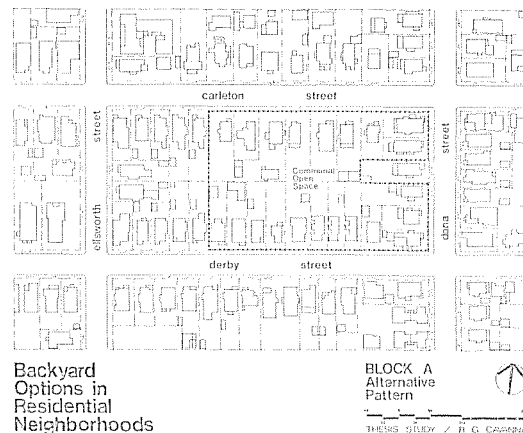 carleton street
street
street
Communal
Open
Space
ellsworth
dana
derby street
Backyard
Options in
Residential
Neighborhoods
BLOCK A
Alternative
Pattern
THESIS STUDY / R G